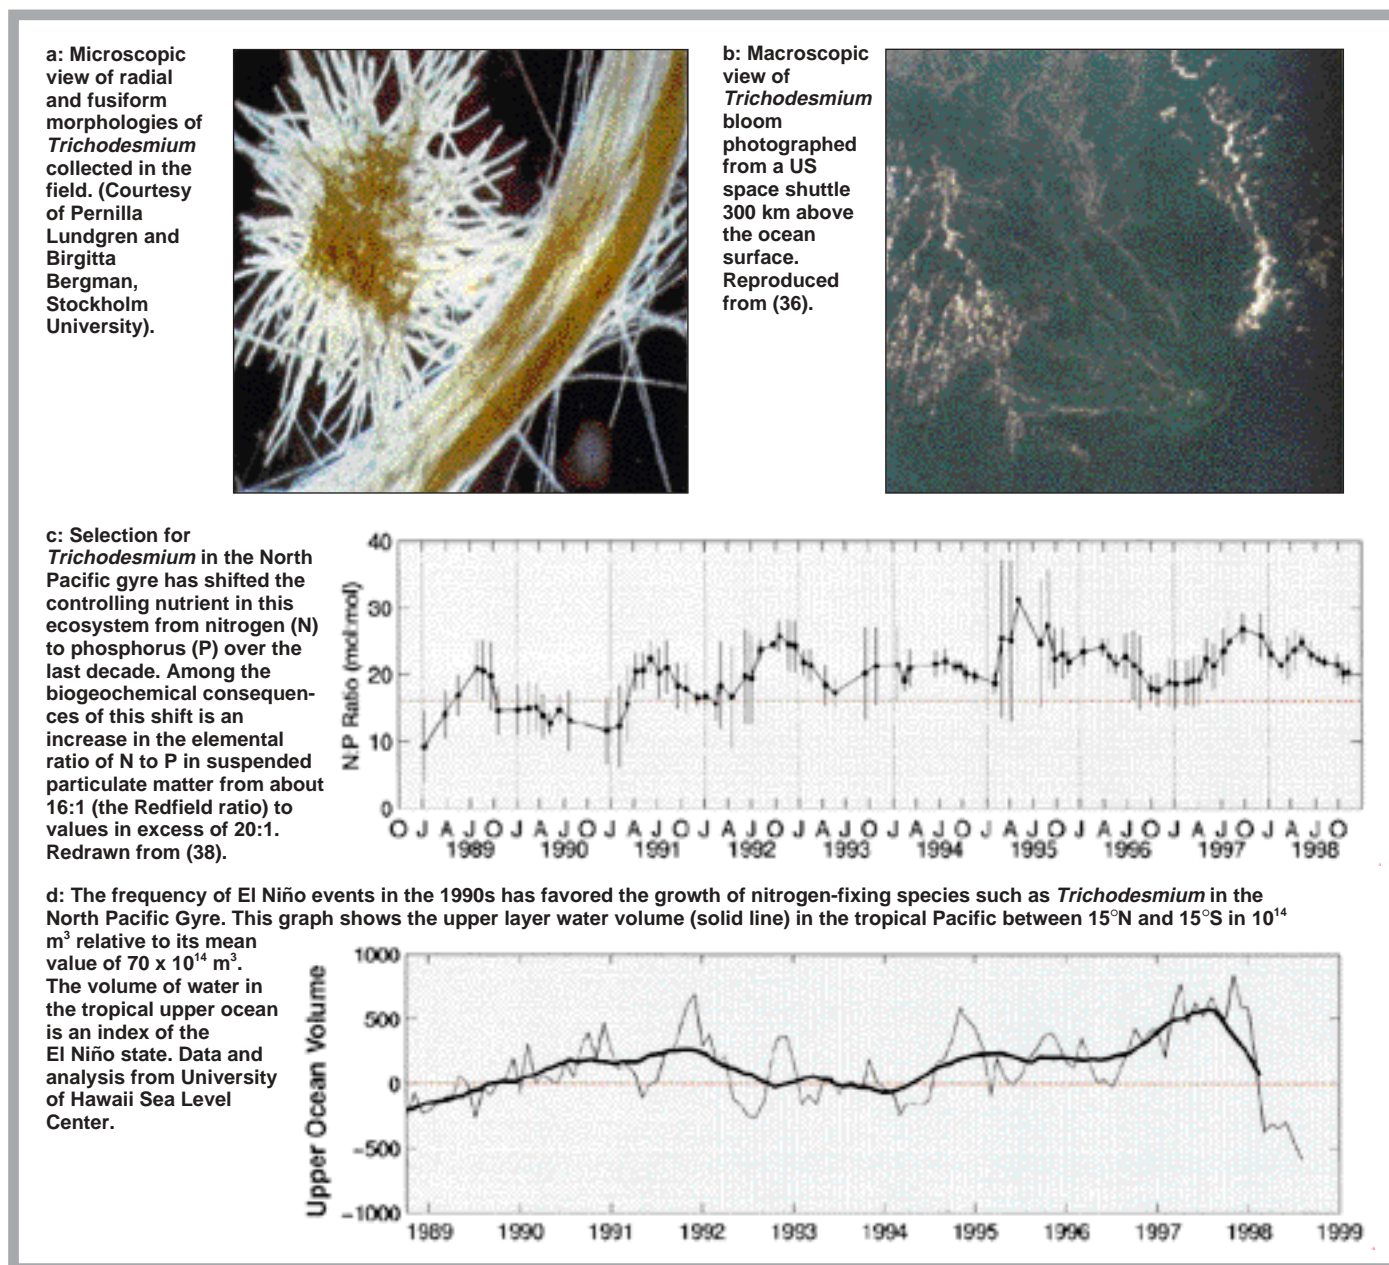 a: Microscopic
view of radial
and fusiform
morphologies of
Trichodesmium
collected in the
field. (Courtesy
of Pernilla
Lundgren and
Birgitta
Bergman,
Stockholm
University).
b: Macroscopic
view of
Trichodesmium
bloom
photographed
from a US
space shuttle
300 km above
the ocean
surface.
Reproduced
from (36).
c: Selection for
Trichodesmium in the North
Pacific gyre has shifted the
controlling nutrient in this
ecosystem from nitrogen (N)
to phosphorus (P) over the
last decade. Among the
biogeochemical consequen-
ces of this shift is an
increase in the elemental
ratio of N to P in suspended
particulate matter from about
16:1 (the Redfield ratio) to
values in excess of 20:1.
Redrawn from (38).
N:P Ratio (mol:mol)
40
30
20
10
0
O J A J O J A J O J A J O J A J O J A J O J A J O J A J O J A J O J A J O J A J O
1989 1990 1991 1992 1993 1994 1995 1996 1997 1998
d: The frequency of El Niño events in the 1990s has favored the growth of nitrogen-fixing species such as Trichodesmium in the
North Pacific Gyre. This graph shows the upper layer water volume (solid line) in the tropical Pacific between 15°N and 15°S in 10¹⁴
m³ relative to its mean
value of 70 x 10¹⁴ m³.
The volume of water in
the tropical upper ocean
is an index of the
El Niño state. Data and
analysis from University
of Hawaii Sea Level
Center.
Upper Ocean Volume
1000
500
0
−500
−1000
1989 1990 1991 1992 1993 1994 1995 1996 1997 1998 1999